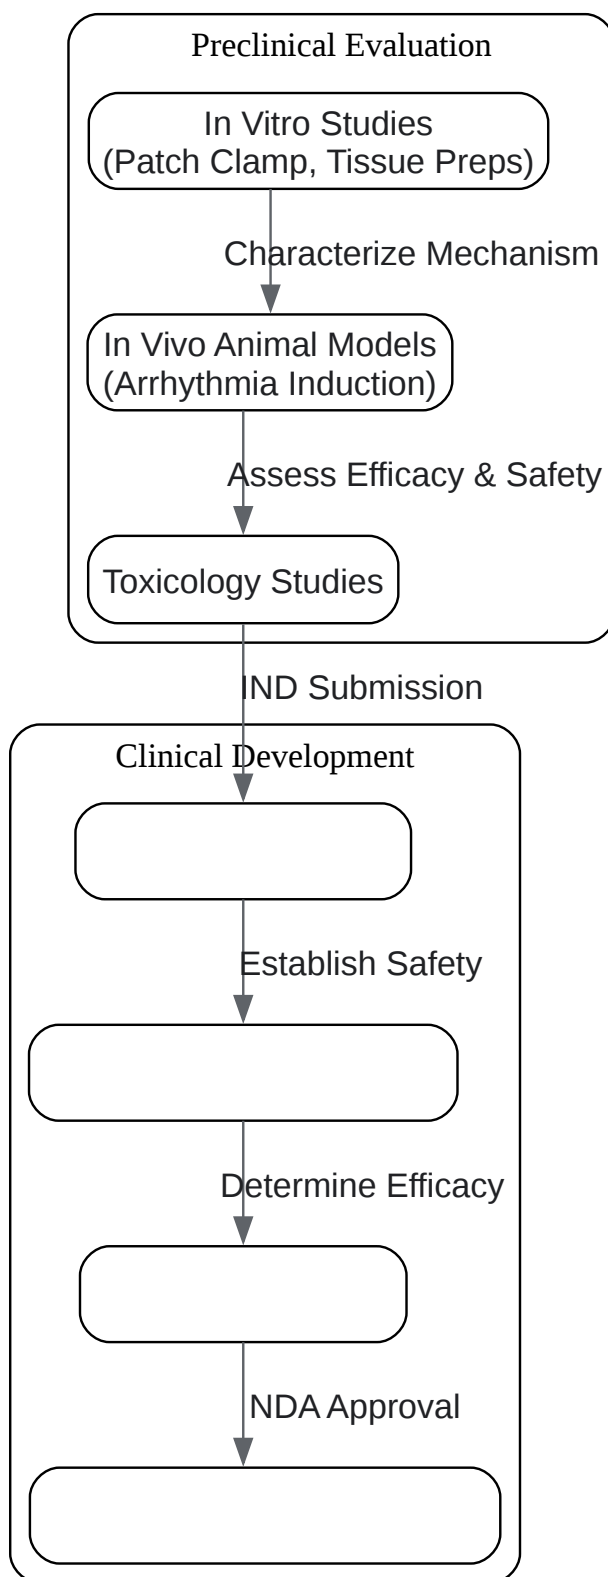 Preclinical Evaluation
In Vitro Studies
(Patch Clamp, Tissue Preps)
Characterize Mechanism
In Vivo Animal Models
(Arrhythmia Induction)
Assess Efficacy & Safety
Toxicology Studies
IND Submission
Clinical Development
Establish Safety
Determine Efficacy
NDA Approval